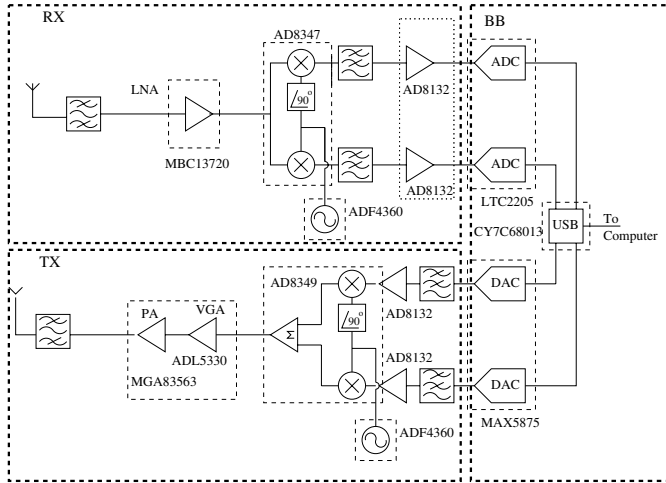 RX
BB
AD8347
LNA
∠90°
MBC13720
AD8132
AD8132
ADF4360
ADC
ADC
LTC2205
CY7C68013
USB
To
Computer
TX
AD8349
PA
VGA
ADL5330
MGA83563
Σ
∠90°
AD8132
AD8132
ADF4360
DAC
DAC
MAX5875